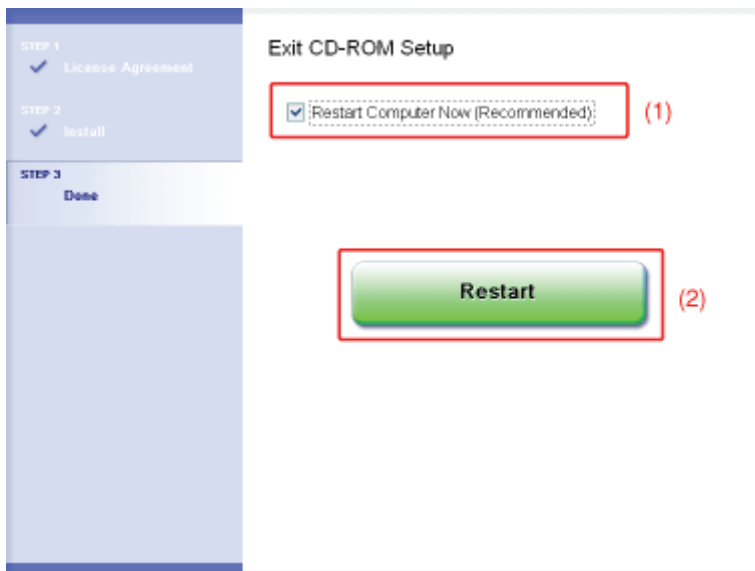 STEP 1
License Agreement
STEP 2
Install
STEP 3
Done
Exit CD-ROM Setup
Restart Computer Now (Recommended)
(1)
Restart
(2)